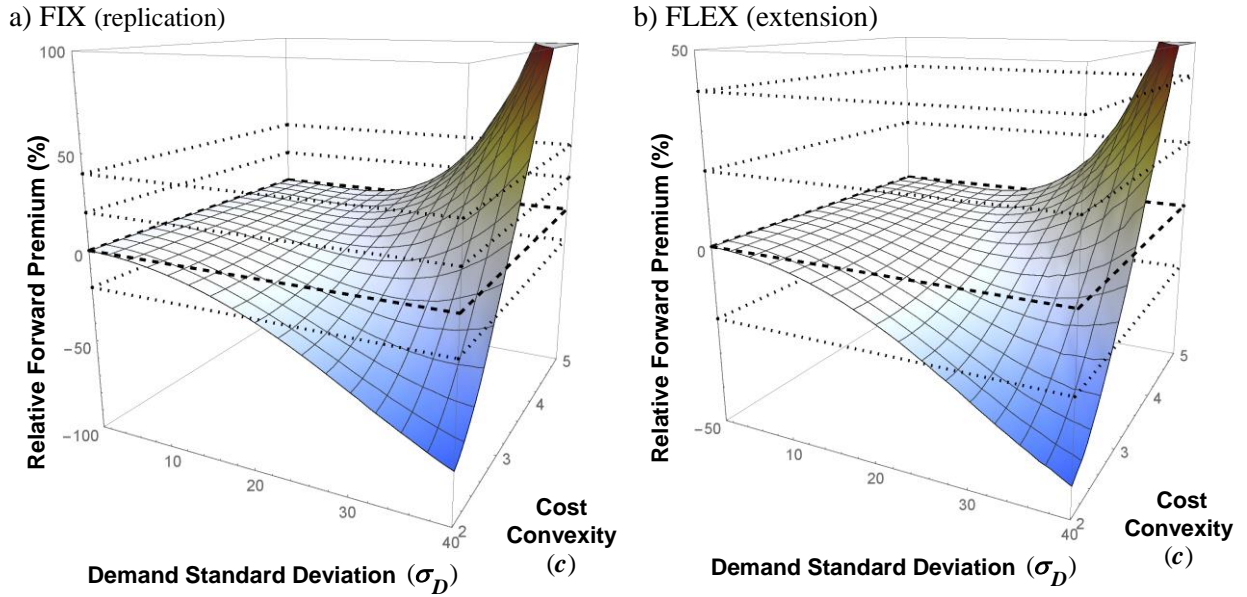 a) FIX (replication)
100
50
0
−50
−100
Relative Forward Premium (%)
10
20
30
40
2
3
4
5
Demand Standard Deviation (σD)
Cost
Convexity
(c)
b) FLEX (extension)
50
0
−50
Relative Forward Premium (%)
10
20
30
40
2
3
4
5
Demand Standard Deviation (σD)
Cost
Convexity
(c)